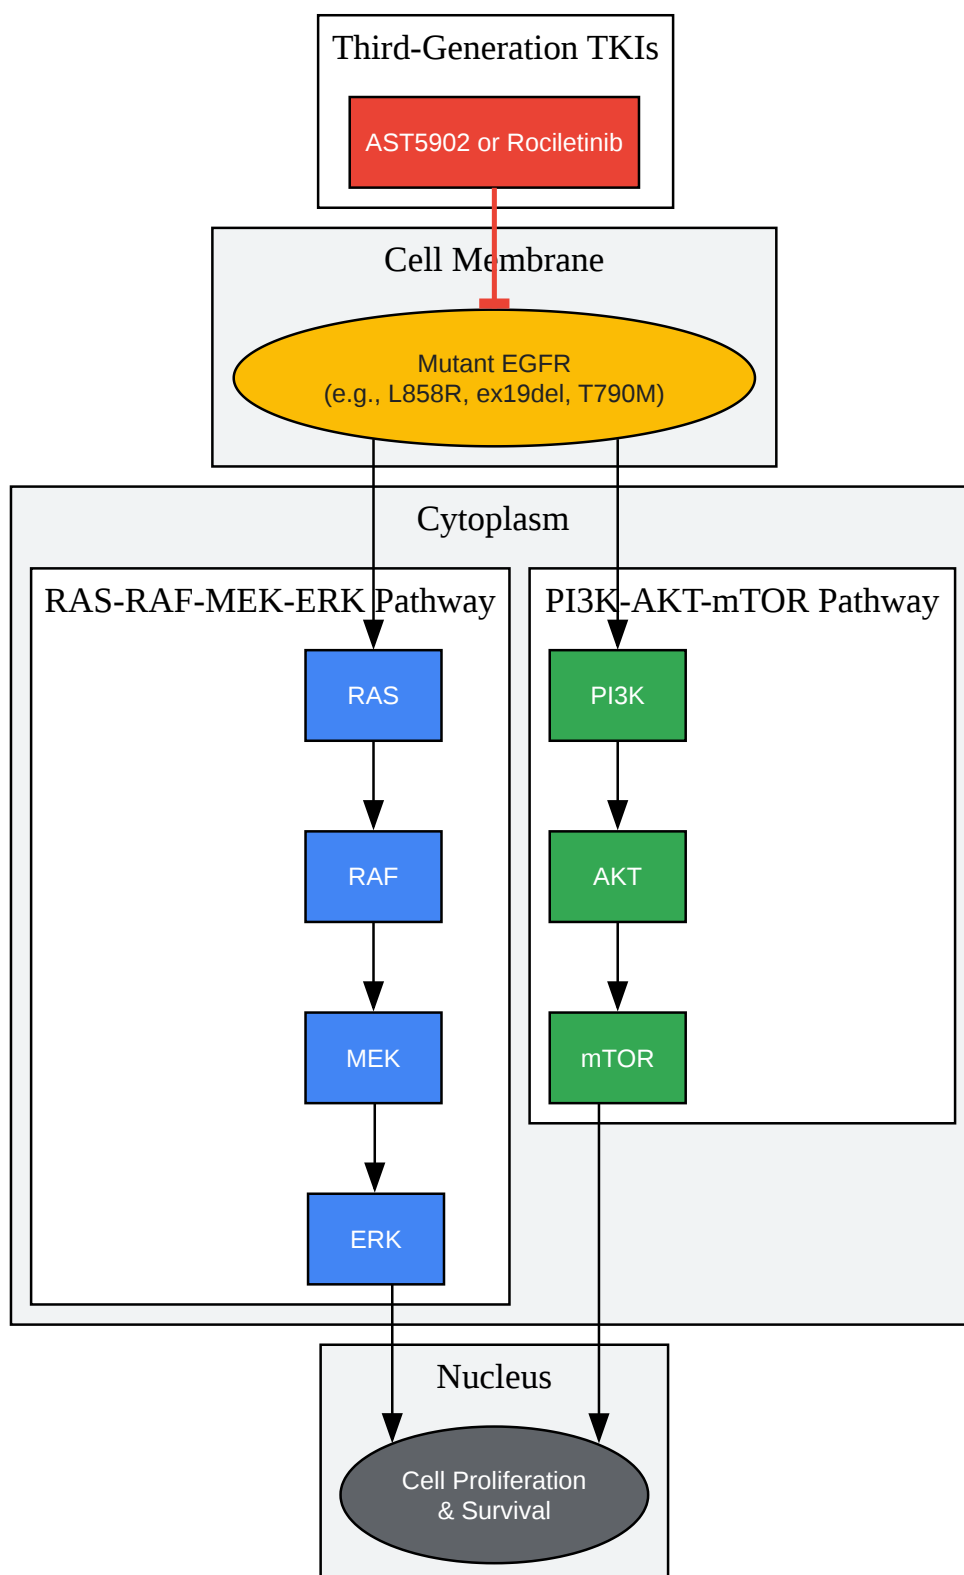 Third-Generation TKIs
AST5902 or Rociletinib
Cell Membrane
Mutant EGFR
(e.g., L858R, ex19del, T790M)
Cytoplasm
RAS-RAF-MEK-ERK Pathway
PI3K-AKT-mTOR Pathway
RAS
PI3K
RAF
AKT
MEK
mTOR
ERK
Nucleus
Cell Proliferation
& Survival